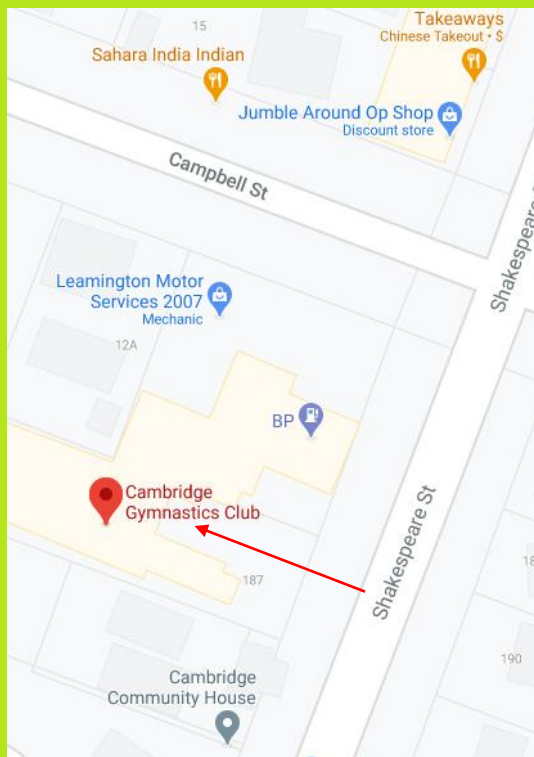 15
Takeaways
Chinese Takeout • $
Sahara India Indian
Jumble Around Op Shop
Discount store
Campbell St
Leamington Motor
Services 2007
Mechanic
12A
BP
Cambridge
Gymnastics Club
Shakespeare St
187
190
Cambridge
Community House